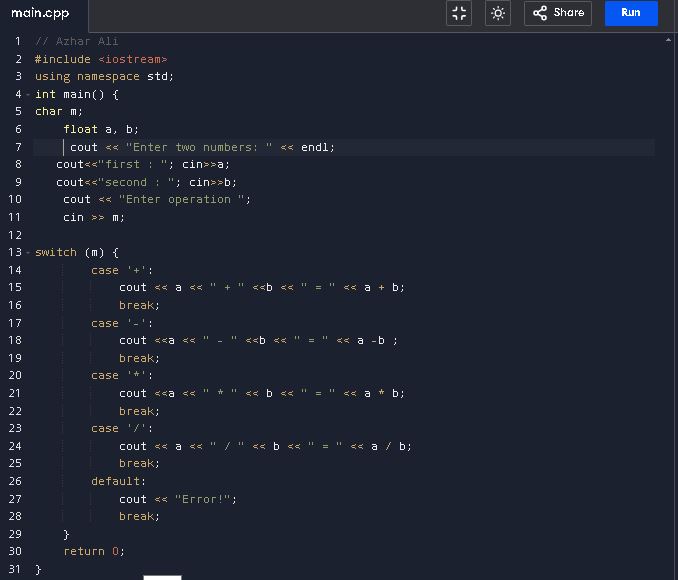 main.cpp
Share
Run
1 // Azhar Ali
2 #include <iostream>
3 using namespace std;
4 int main() {
5 char m;
6 float a, b;
7 cout << "Enter two numbers: " << endl;
8 cout<<"first : "; cin>>a;
9 cout<<"second : "; cin>>b;
10 cout << "Enter operation ";
11 cin >> m;
12
13 switch (m) {
14 case '+':
15 cout << a << " + " <<b << " = " << a + b;
16 break;
17 case '-':
18 cout <<a << " - " <<b << " = " << a -b ;
19 break;
20 case '*':
21 cout <<a << " * " << b << " = " << a * b;
22 break;
23 case '/':
24 cout << a << " / " << b << " = " << a / b;
25 break;
26 default:
27 cout << "Error!";
28 break;
29 }
30 return 0;
31 }